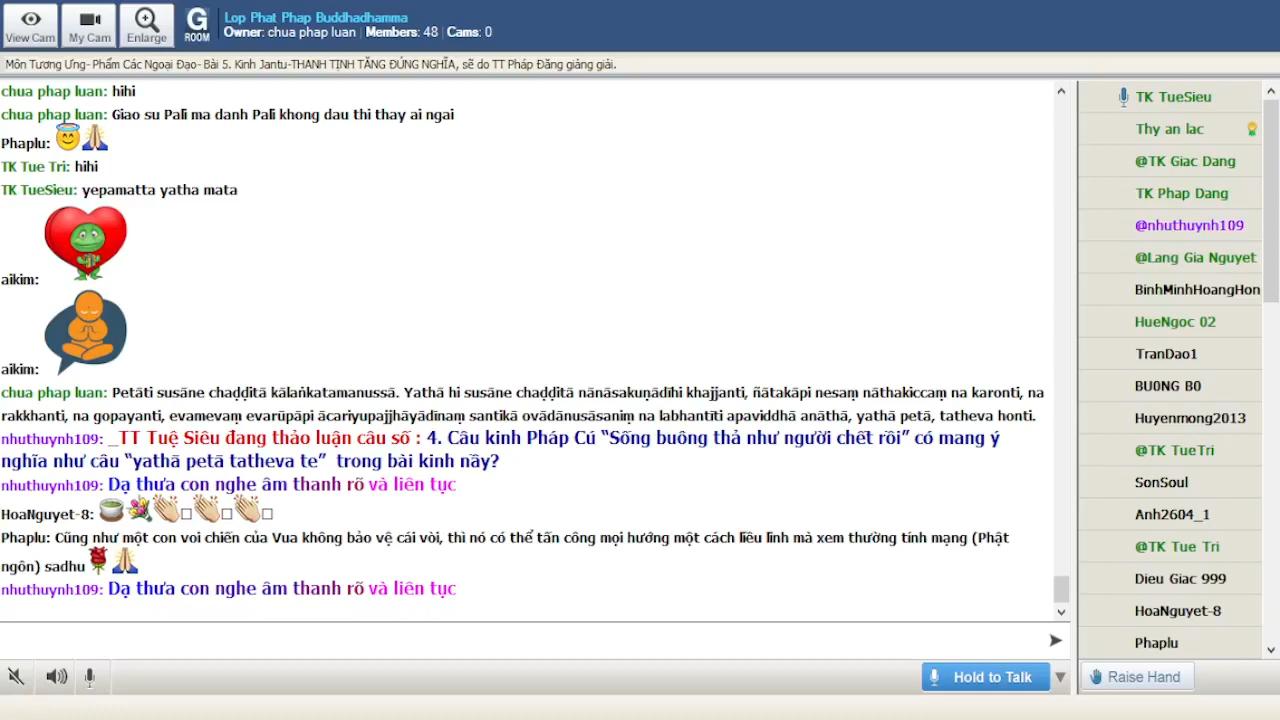 View Cam
My Cam
Enlarge
G
ROOM
Lop Phat Phap Buddhadhamma
Owner: chua phap luan | Members: 48 | Cams: 0
Môn Tương Ưng- Phẩm Các Ngoại Đạo- Bài 5. Kinh Jantu-THANH TỊNH TĂNG ĐÚNG NGHĨA, sẽ do TT Pháp Đăng giảng giải.
chua phap luan: hihi
chua phap luan: Giao su Pali ma danh Pali khong dau thi thay ai ngai
Phaplu:
TK Tue Tri: hihi
TK TueSieu: yepamatta yatha mata
aikim:
aikim:
chua phap luan: Petāti susāne chaḍḍitā kālaṅkatamanussā. Yathā hi susāne chaḍḍitā nānāsakuṇādīhi khajjanti, ñātakāpi nesaṃ nāthakiccaṃ na karonti, na
rakkhanti, na gopayanti, evamevaṃ evarūpāpi ācariyupajjhāyādīnaṃ santikā ovādānusāsaniṃ na labhantīti apaviddhā anāthā, yathā petā, tatheva honti.
nhuthuynh109: _TT Tuệ Siêu đang thảo luận câu số : 4. Câu kinh Pháp Cú “Sống buông thả như người chết rồi” có mang ý
nghĩa như câu “yathā petā tatheva te” trong bài kinh nầy?
nhuthuynh109: Dạ thưa con nghe âm thanh rõ và liên tục
HoaNguyet-8:
Phaplu: Cũng như một con voi chiến của Vua không bảo vệ cái vòi, thì nó có thể tấn công mọi hướng một cách liều lĩnh mà xem thường tính mạng (Phật
ngôn) sadhu
nhuthuynh109: Dạ thưa con nghe âm thanh rõ và liên tục
TK TueSieu
Thy an lac
@TK Giac Dang
TK Phap Dang
@nhuthuynh109
@Lang Gia Nguyet
BinhMinhHoangHon
HueNgoc 02
TranDao1
BU0NG B0
Huyenmong2013
@TK TueTri
SonSoul
Anh2604_1
@TK Tue Tri
Dieu Giac 999
HoaNguyet-8
Phaplu
Hold to Talk
Raise Hand